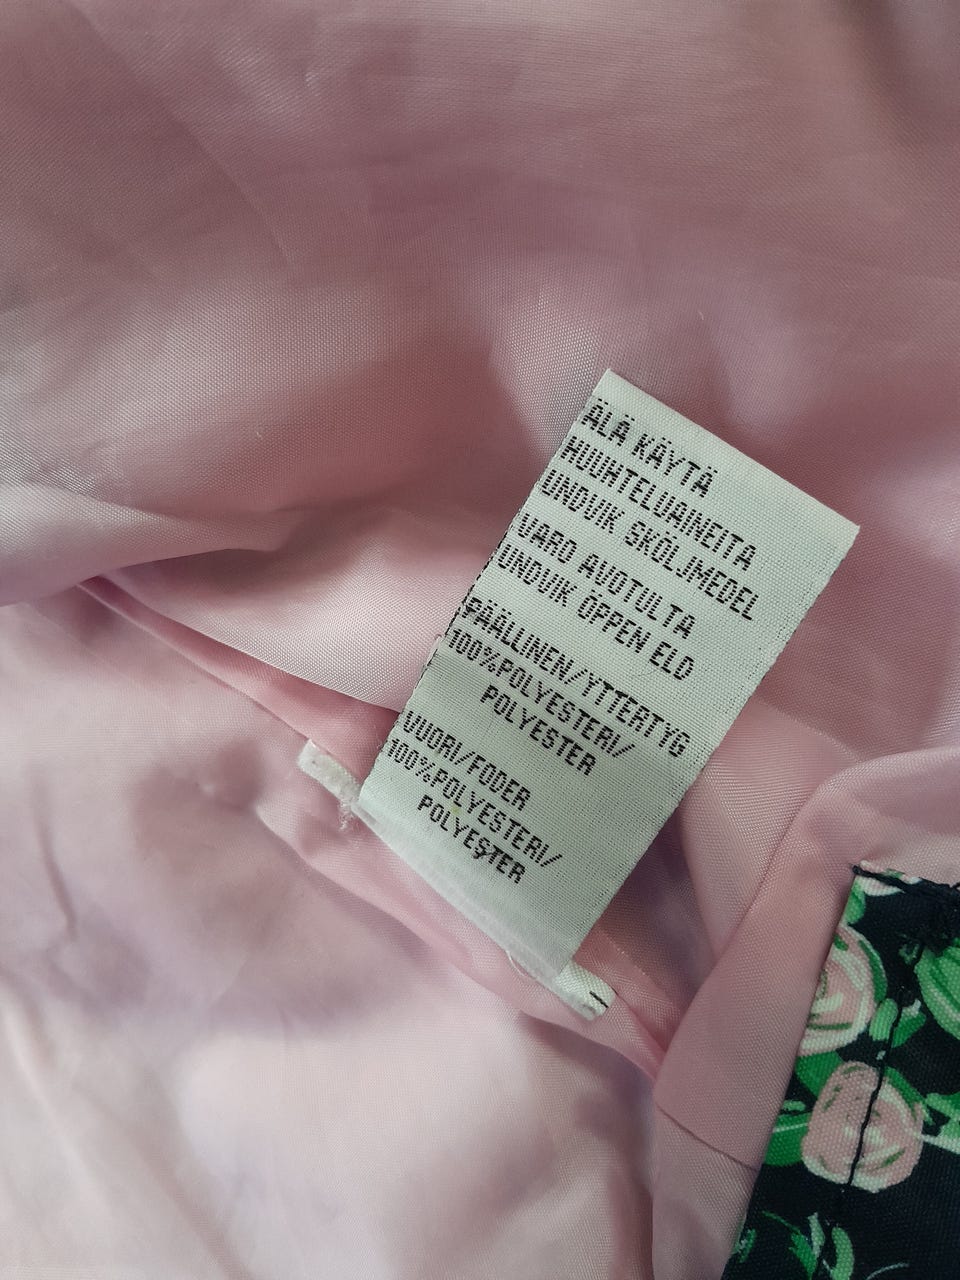 ÄLÄ KÄYTÄ
HUUHTELUAINEITA
UNDVIK SKÖLJMEDEL
VARO AVOTULTA
UNDVIK ÖPPEN ELD
PÄÄLLINEN/YTTERTYG
100%POLYESTERI/
POLYESTER
VUORI/FODER
100%POLYESTERI/
POLYESTER